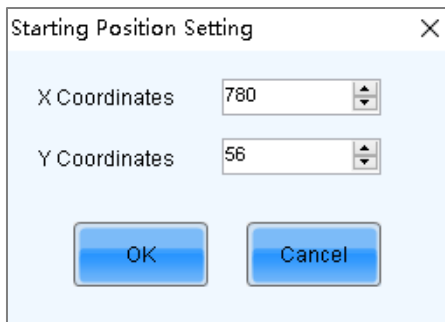 Starting Position Setting
X Coordinates 780
Y Coordinates 56
OK Cancel